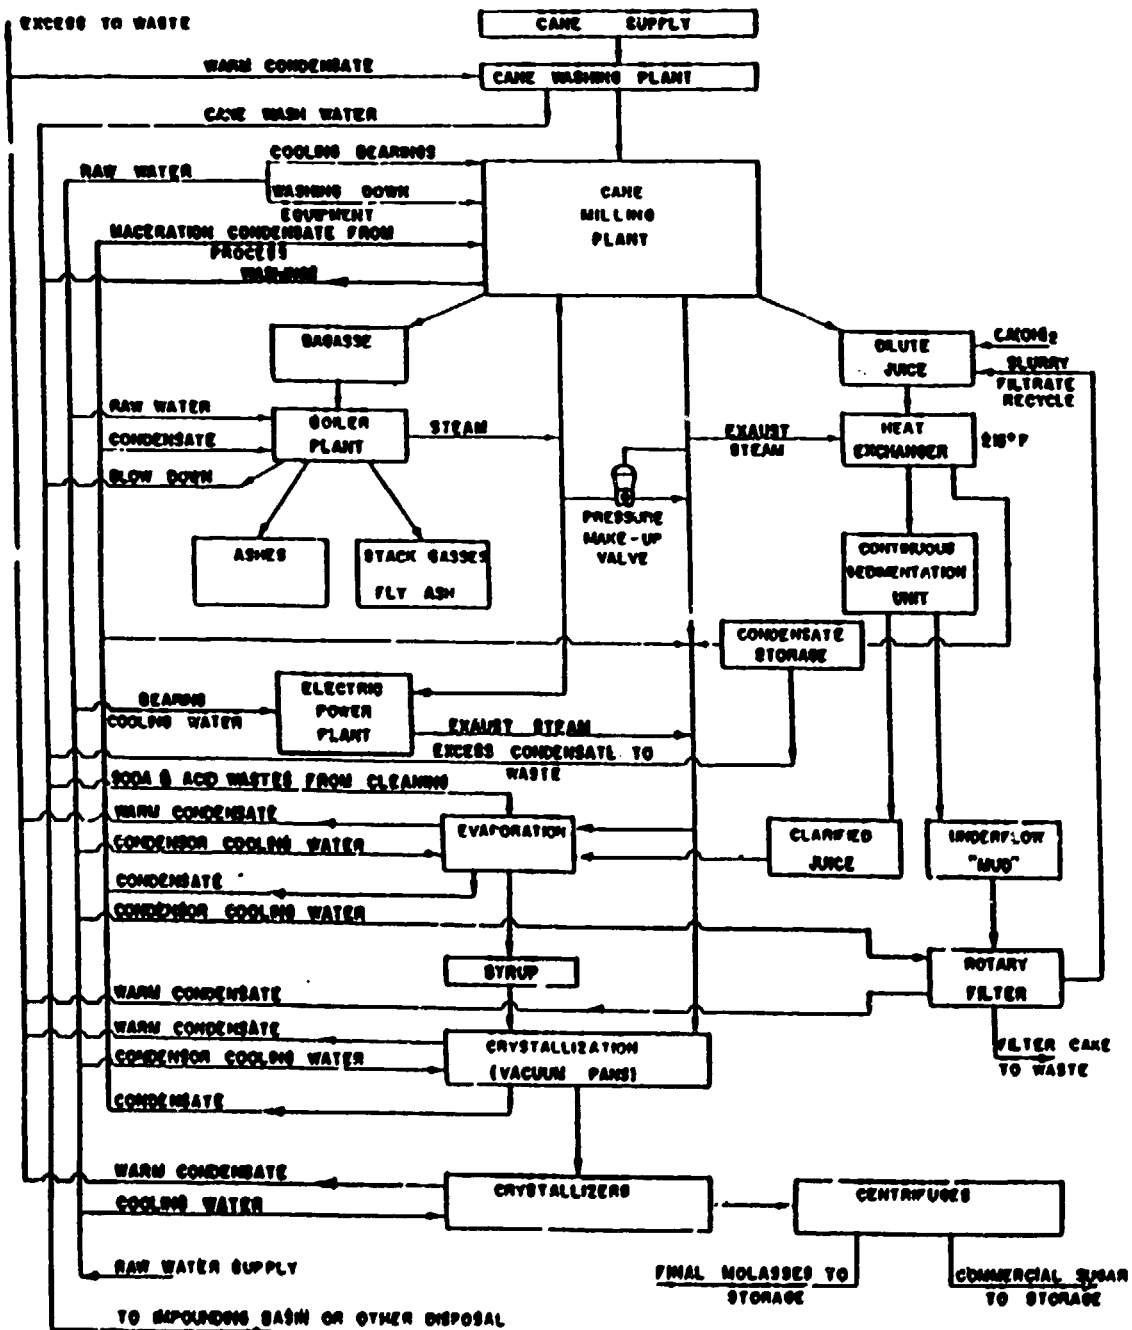 EXCESS TO WASTE
CANE SUPPLY
WARM CONDENSATE
CANE WASHING PLANT
CANE WASH WATER
COOLING BEARINGS
RAW WATER
WASHING DOWN
EQUIPMENT
CANE
MILLING
PLANT
MACERATION CONDENSATE FROM
PROCESS
WASHINGS
BAGASSE
DILUTE
JUICE
CA(OH)2
SLURRY
FILTRATE
RECYCLE
RAW WATER
BOILER
PLANT
STEAM
EXAUST
STEAM
HEAT
EXCHANGER
215° F
CONDENSATE
BLOW DOWN
PRESSURE
MAKE-UP
VALVE
ASHES
STACK GASSES
FLY ASH
CONTINUOUS
SEDIMENTATION
UNIT
CONDENSATE
STORAGE
ELECTRIC
POWER
PLANT
BEARING
COOLING WATER
EXAUST STEAM
EXCESS CONDENSATE TO
WASTE
SODA & ACID WASTES FROM CLEANING
WARM CONDENSATE
EVAPORATION
CLARIFIED
JUICE
UNDERFLOW
"MUD"
CONDENSOR COOLING WATER
CONDENSATE
CONDENSOR COOLING WATER
SYRUP
ROTARY
FILTER
WARM CONDENSATE
WARM CONDENSATE
CRYSTALLIZATION
(VACUUM PANS)
FILTER CAKE
TO WASTE
CONDENSOR COOLING WATER
CONDENSATE
WARM CONDENSATE
CRYSTALLIZERS
CENTRIFUGES
COOLING WATER
RAW WATER SUPPLY
FINAL MOLASSES TO
STORAGE
COMMERCIAL SUGAR
TO STORAGE
TO IMPOUNDING BASIN OR OTHER DISPOSAL